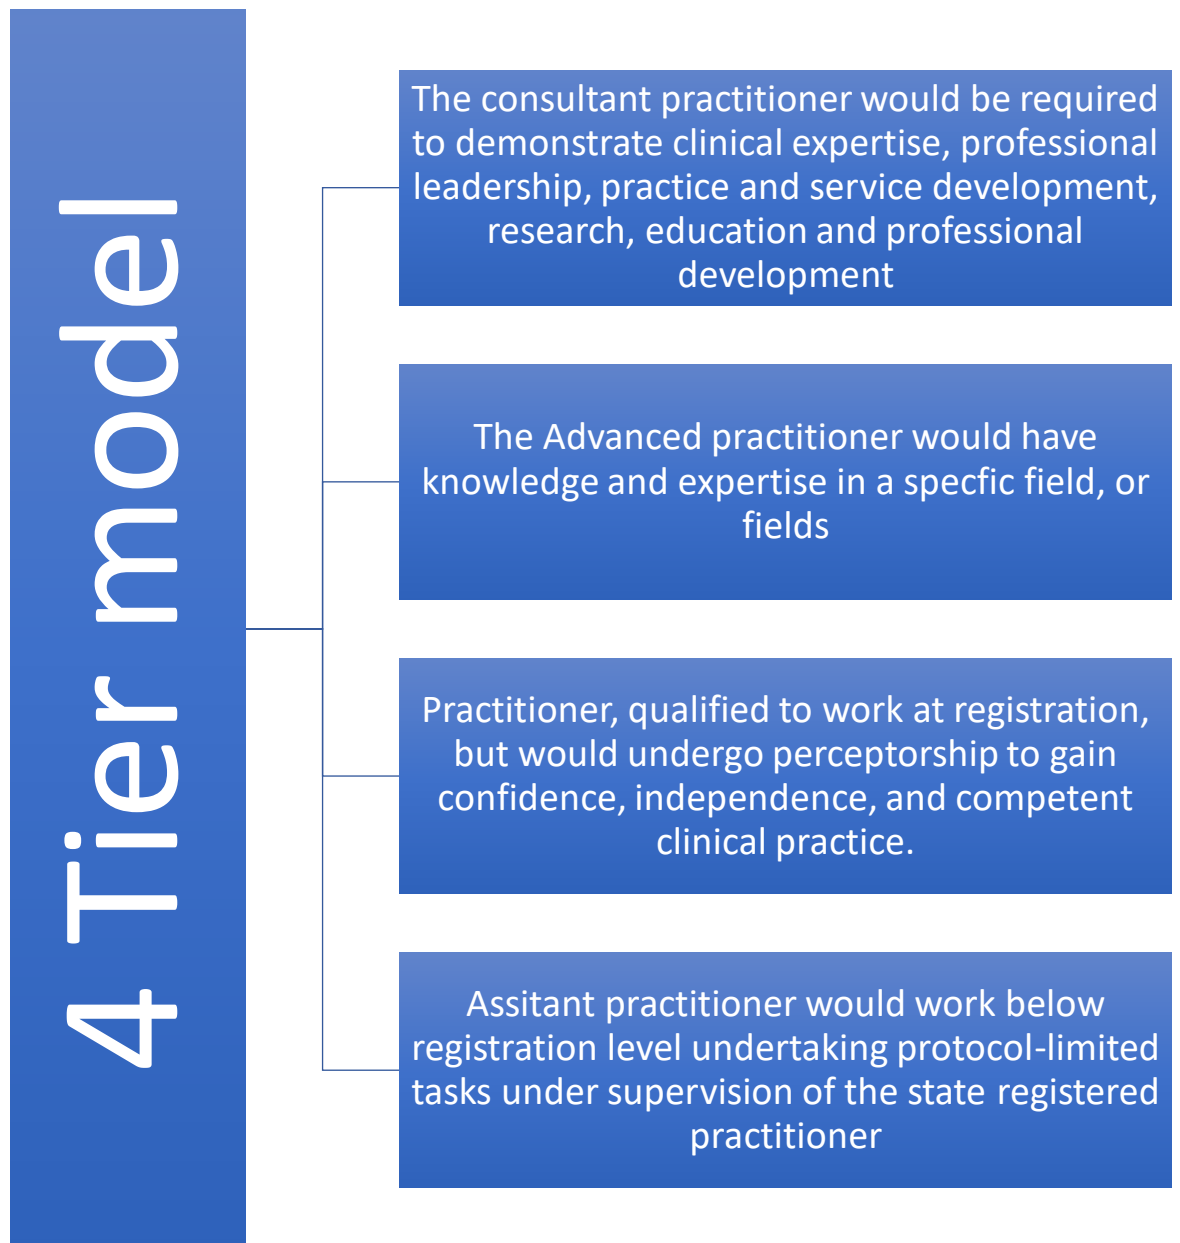 4 Tier model
The consultant practitioner would be required
to demonstrate clinical expertise, professional
leadership, practice and service development,
research, education and professional
development
The Advanced practitioner would have
knowledge and expertise in a specfic field, or
fields
Practitioner, qualified to work at registration,
but would undergo perceptorship to gain
confidence, independence, and competent
clinical practice.
Assitant practitioner would work below
registration level undertaking protocol-limited
tasks under supervision of the state registered
practitioner